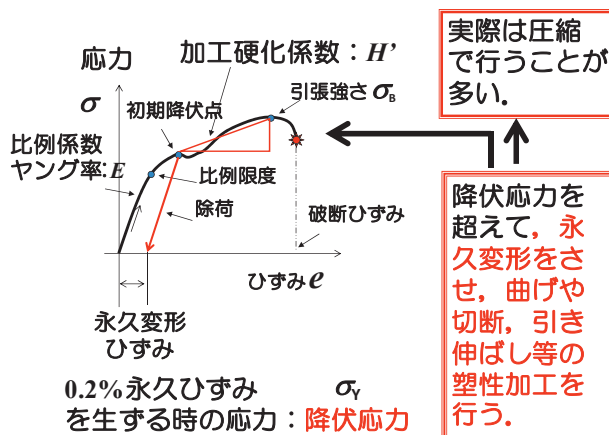 応力
σ
加工硬化係数：H'
初期降伏点
引張強さσB
比例係数
ヤング率:E
比例限度
除荷
破断ひずみ
ひずみe
永久変形
ひずみ
0.2%永久ひずみ σY
を生ずる時の応力：降伏応力
実際は圧縮
で行うことが
多い．
降伏応力を
超えて，永
久変形をさ
せ，曲げや
切断，引き
伸ばし等の
塑性加工を
行う．